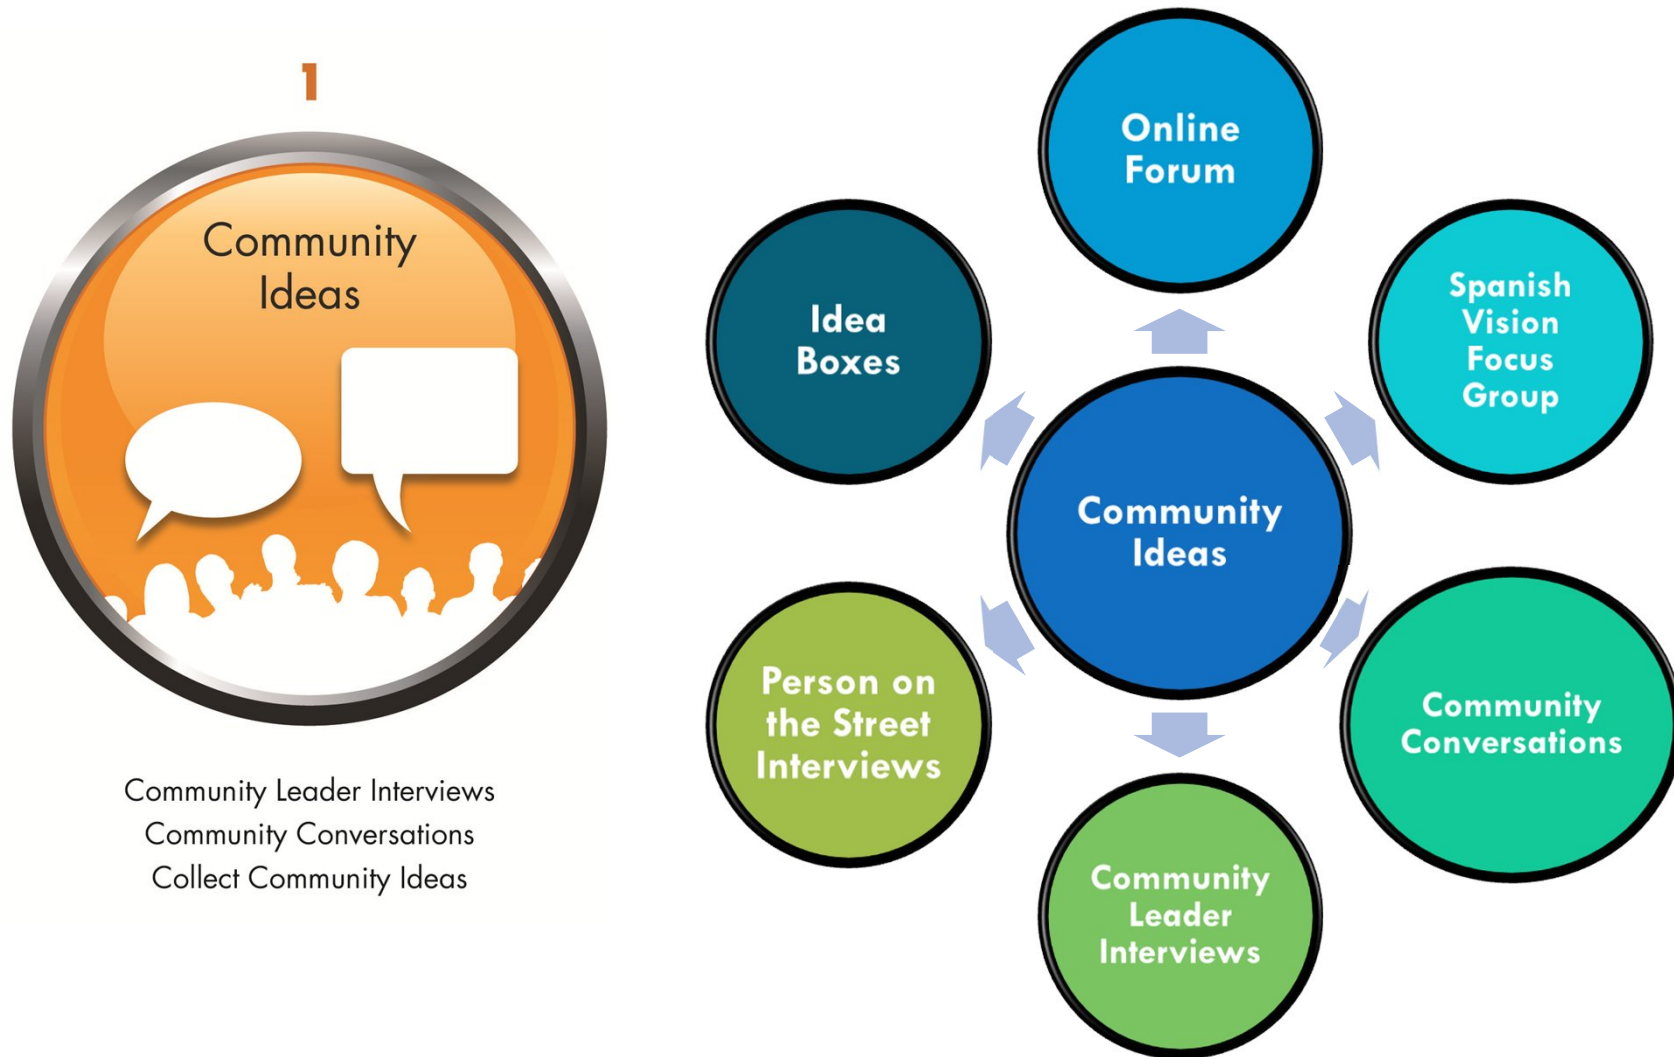 1
Community
Ideas
Community Leader Interviews
Community Conversations
Collect Community Ideas
Online
Forum
Spanish
Vision
Focus
Group
Community
Conversations
Community
Leader
Interviews
Person on
the Street
Interviews
Idea
Boxes
Community
Ideas